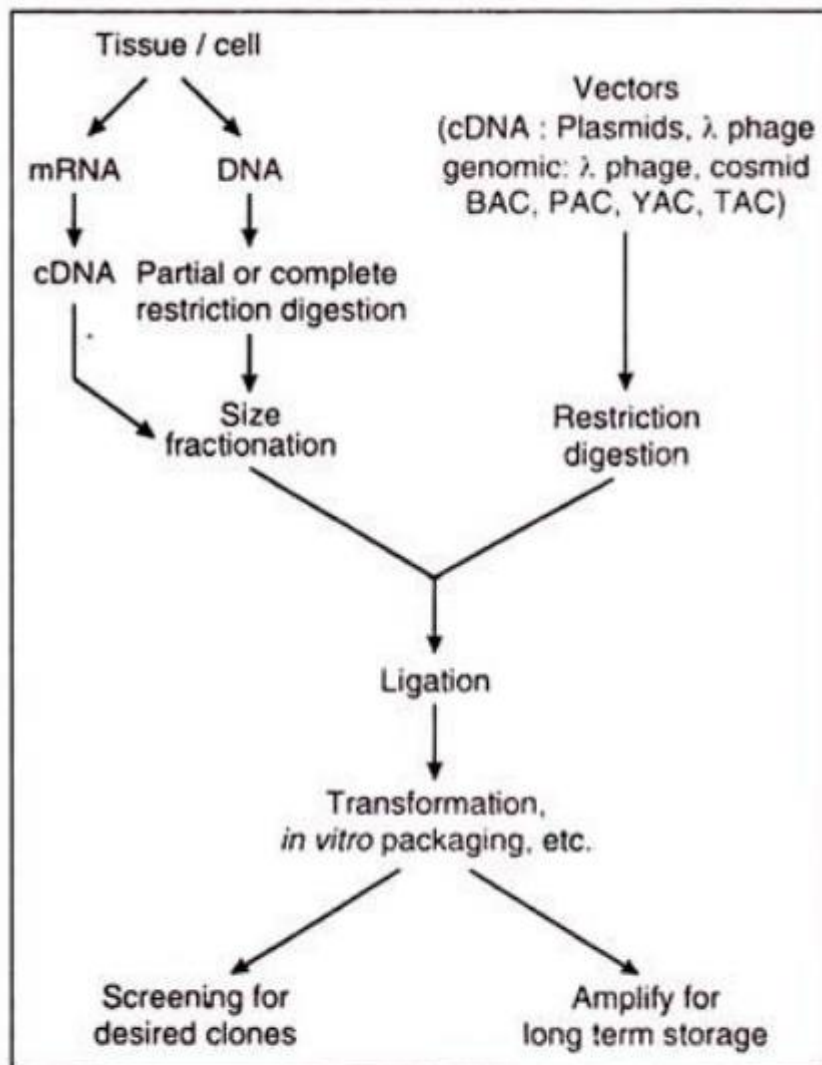 Tissue / cell
Vectors
(cDNA : Plasmids, λ phage
genomic: λ phage, cosmid
BAC, PAC, YAC, TAC)
mRNA
DNA
cDNA
Partial or complete
restriction digestion
Size
fractionation
Restriction
digestion
Ligation
Transformation,
in vitro packaging, etc.
Screening for
desired clones
Amplify for
long term storage